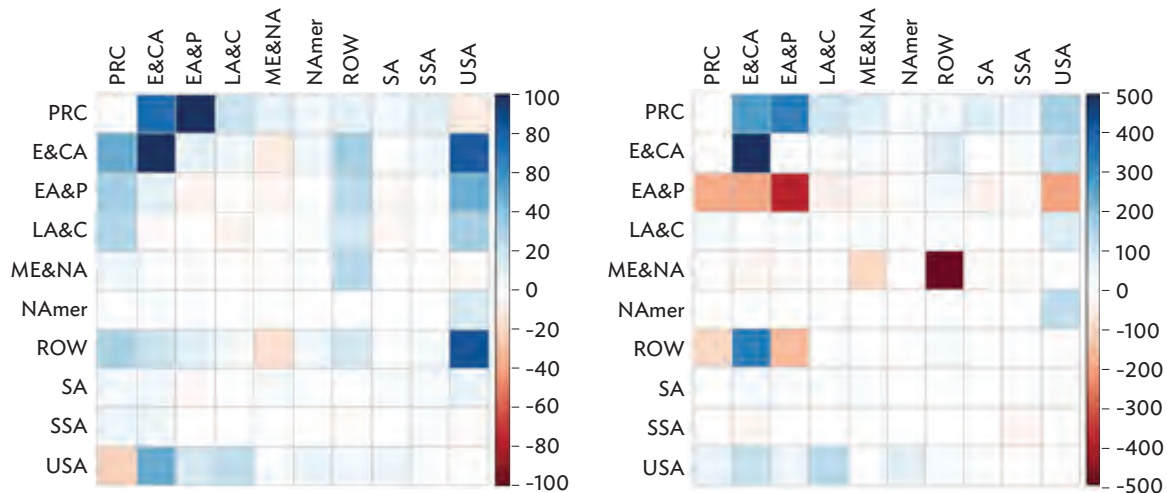 PRC E&CA EA&P LA&C ME&NA NAmer ROW SA SSA USA
PRC
E&CA
EA&P
LA&C
ME&NA
NAmer
ROW
SA
SSA
USA
100
80
60
80
40
20
0
-20
-40
-60
-80
-100
PRC E&CA EA&P LA&C ME&NA NAmer ROW SA SSA USA
PRC
E&CA
EA&P
LA&C
ME&NA
NAmer
ROW
SA
SSA
USA
500
400
300
200
100
0
-100
-200
-300
-400
-500